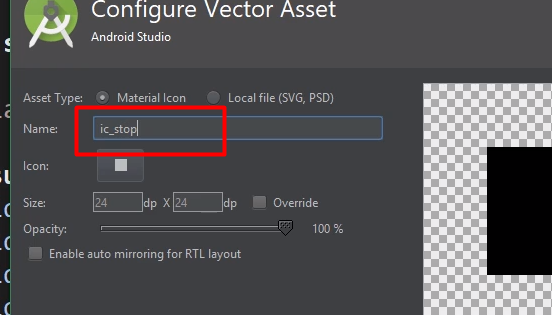 Configure Vector Asset
Android Studio
Asset Type: Material Icon Local file (SVG, PSD)
Name: ic_stop
Icon:
Size: 24 dp X 24 dp Override
Opacity: 100 %
Enable auto mirroring for RTL layout